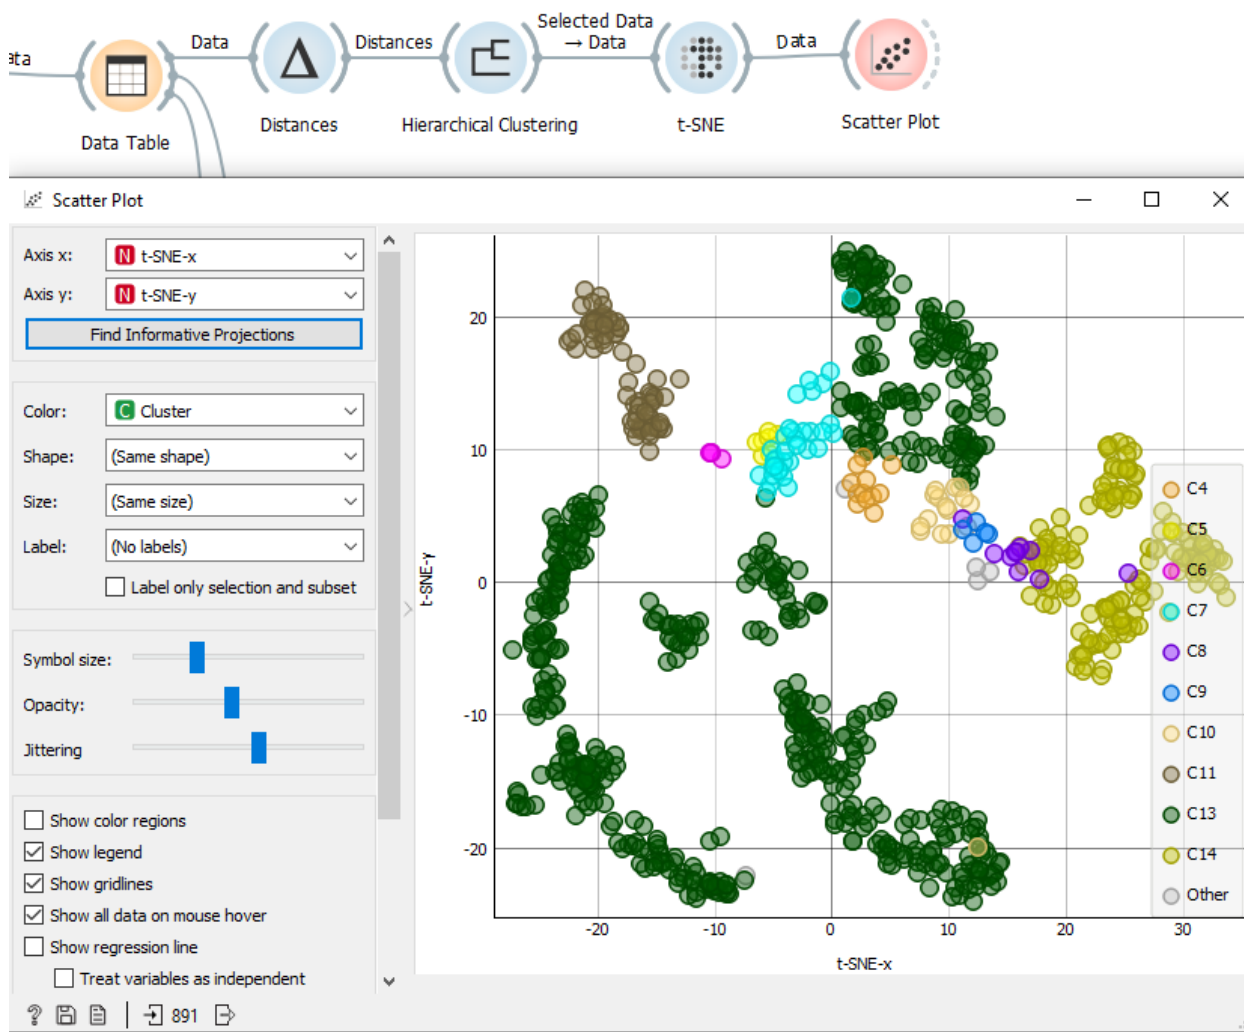 Selected Data
ata
Data
Distances
→ Data
Data
Data Table
Distances
Hierarchical Clustering
t-SNE
Scatter Plot
Scatter Plot
Axis x:
N t-SNE-x
Axis y:
N t-SNE-y
Find Informative Projections
Color:
C Cluster
Shape:
(Same shape)
Size:
(Same size)
Label:
(No labels)
Label only selection and subset
Symbol size:
Opacity:
Jittering
Show color regions
Show legend
Show gridlines
Show all data on mouse hover
Show regression line
Treat variables as independent
? 891
t-SNE-y
20
10
0
-10
-20
-20
-10
0
10
20
30
t-SNE-x
C4
C5
C6
C7
C8
C9
C10
C11
C13
C14
Other